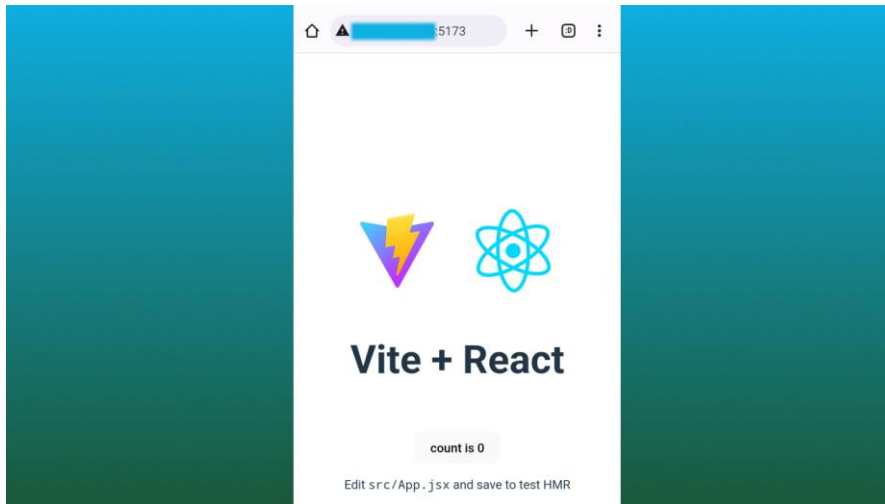 :5173
:D
Vite + React
count is 0
Edit src/App.jsx and save to test HMR